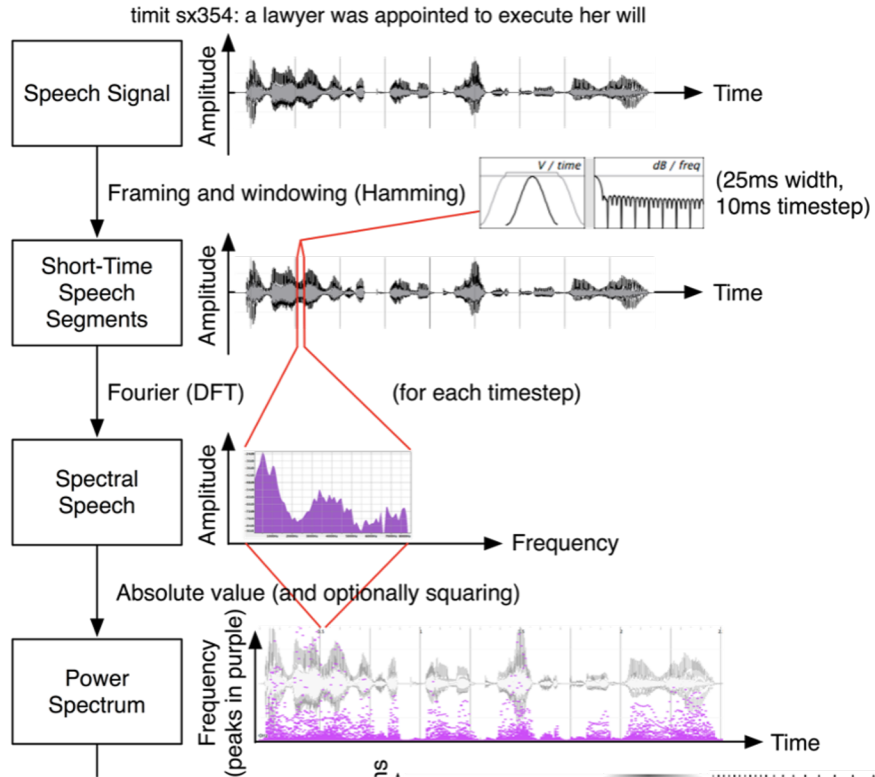 timit sx354: a lawyer was appointed to execute her will
Speech Signal
Amplitude
Time
Framing and windowing (Hamming)
V / time
dB / freq
(25ms width,
10ms timestep)
Short-Time
Speech
Segments
Amplitude
Time
Fourier (DFT)
(for each timestep)
Spectral
Speech
Amplitude
Frequency
Absolute value (and optionally squaring)
Power
Spectrum
Frequency
(peaks in purple)
Time